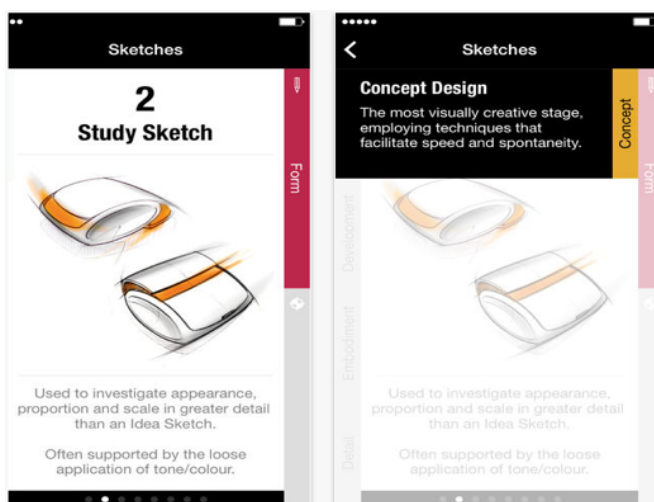 Sketches
2
Study Sketch
Form
Used to investigate appearance,
proportion and scale in greater detail
than an Idea Sketch.
Often supported by the loose
application of tone/colour.
Sketches
Concept Design
The most visually creative stage,
employing techniques that
facilitate speed and spontaneity.
Concept
Form
Development
Embodiment
Detail
Used to investigate appearance,
proportion and scale in greater detail
than an Idea Sketch.
Often supported by the loose
application of tone/colour.